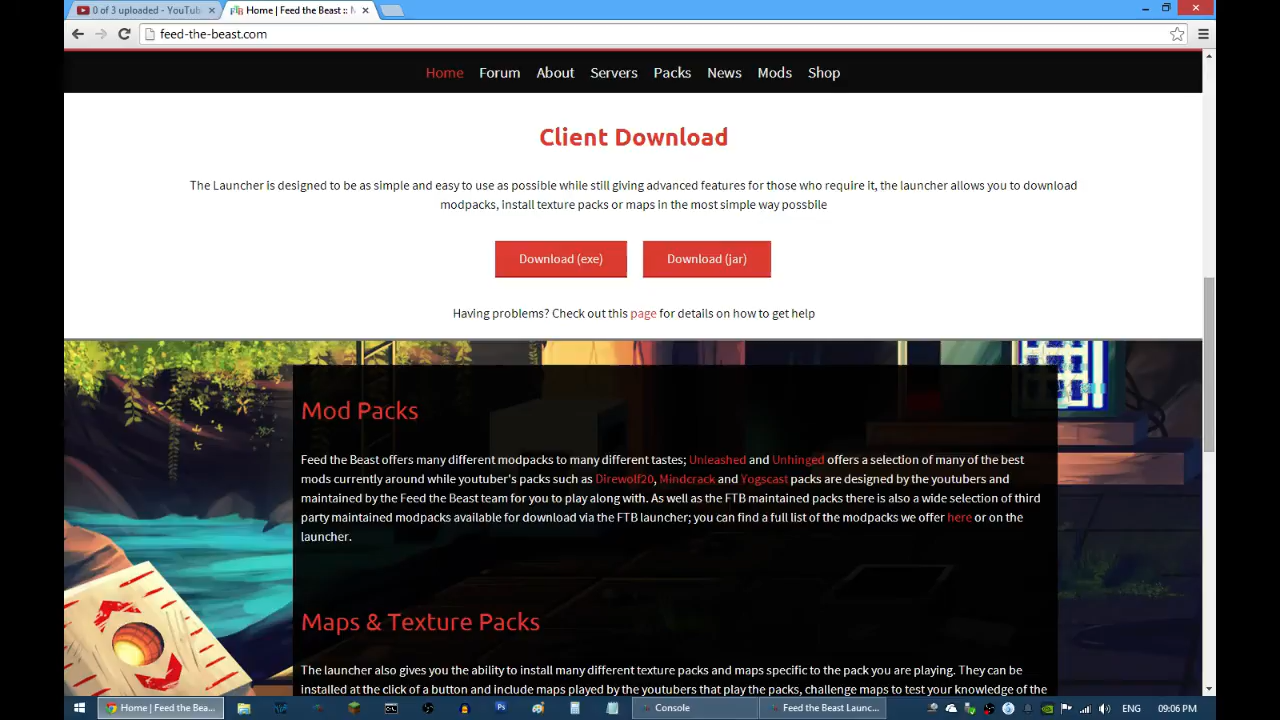 0 of 3 uploaded - YouTub
Home | Feed the Beast ::
feed-the-beast.com
Home Forum About Servers Packs News Mods Shop
Client Download
The Launcher is designed to be as simple and easy to use as possible while still giving advanced features for those who require it, the launcher allows you to download
modpacks, install texture packs or maps in the most simple way possbile
Download (exe) Download (jar)
Having problems? Check out this page for details on how to get help
Mod Packs
Feed the Beast offers many different modpacks to many different tastes; Unleashed and Unhinged offers a selection of many of the best
mods currently around while youtuber's packs such as Direwolf20, Mindcrack and Yogscast packs are designed by the youtubers and
maintained by the Feed the Beast team for you to play along with. As well as the FTB maintained packs there is also a wide selection of third
party maintained modpacks available for download via the FTB launcher; you can find a full list of the modpacks we offer here or on the
launcher.
Maps & Texture Packs
The launcher also gives you the ability to install many different texture packs and maps specific to the pack you are playing. They can be
installed at the click of a button and include maps played by the youtubers that play the packs, challenge maps to test your knowledge of the
Home | Feed the Bea... Console Feed the Beast Launc... ENG 09:06 PM